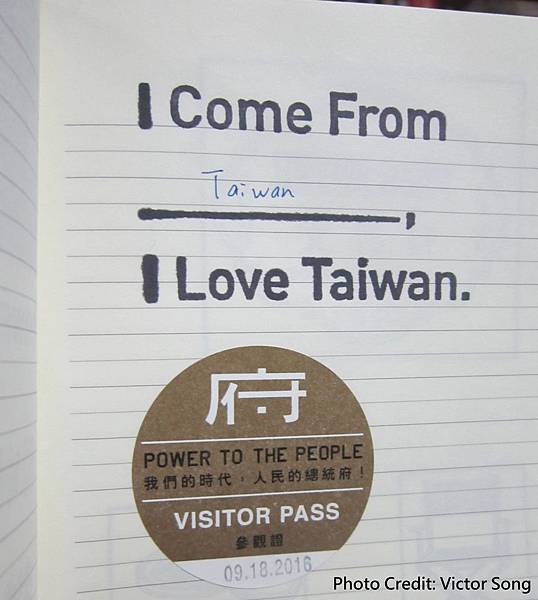 I Come From
Taiwan
,
I Love Taiwan.
府
POWER TO THE PEOPLE
我們的時代，人民的總統府！
VISITOR PASS
參觀證
09.18.2016
Photo Credit: Victor Song